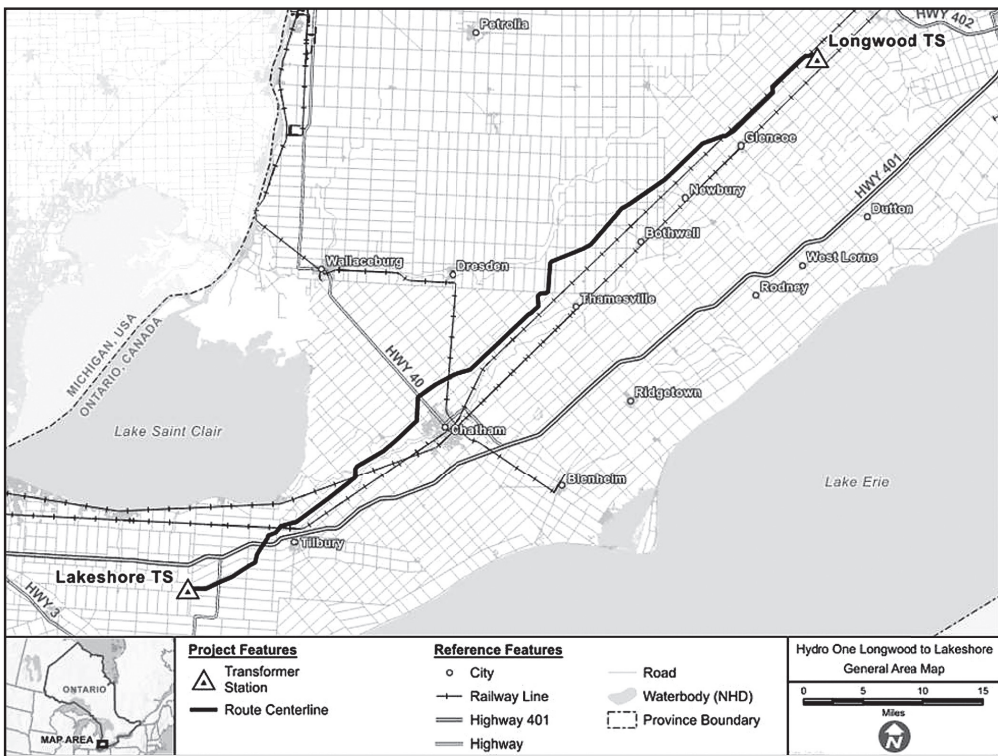 Petrolia
HWY 402
Longwood TS
Glencoe
HWY 401
Newbury
Dutton
Bothwell
Wallaceburg
Dresden
West Lorne
Rodney
Thamesville
MICHIGAN, USA
ONTARIO, CANADA
HWY 40
Ridgetown
Lake Saint Clair
Chatham
Blenheim
Lake Erie
Tilbury
Lakeshore TS
HWY 3
ONTARIO
MAP AREA
Project Features
Transformer
Station
Route Centerline
Reference Features
City
Railway Line
Highway 401
Highway
Road
Waterbody (NHD)
Province Boundary
Hydro One Longwood to Lakeshore
General Area Map
0 5 10 15
Miles
N